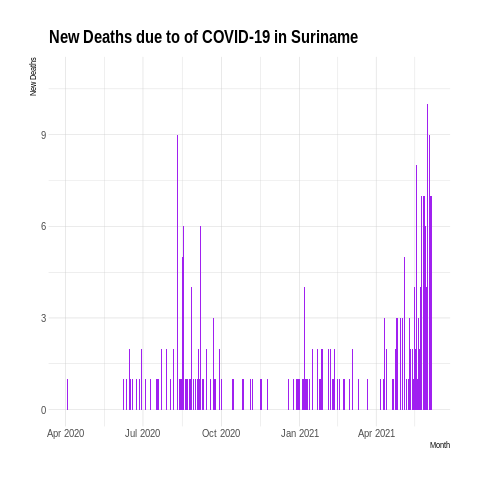 New Deaths due to of COVID-19 in Suriname
New Deaths
9
6
3
0
Apr 2020 Jul 2020 Oct 2020 Jan 2021 Apr 2021
Month